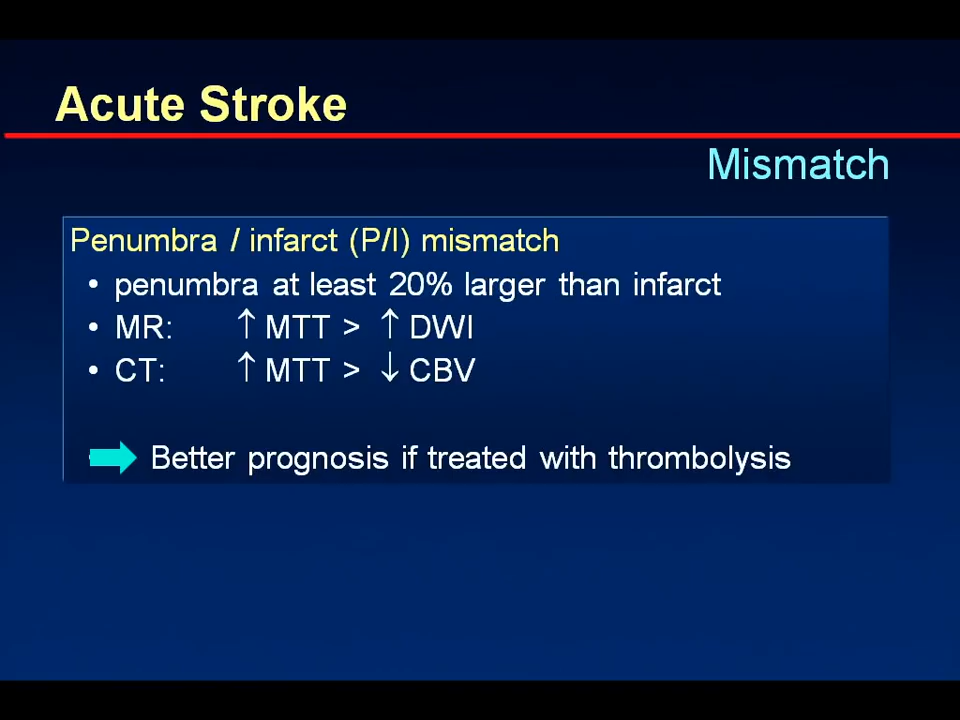 Acute Stroke
Mismatch
Penumbra / infarct (P/I) mismatch
• penumbra at least 20% larger than infarct
• MR: ↑ MTT > ↑ DWI
• CT: ↑ MTT > ↓ CBV
Better prognosis if treated with thrombolysis